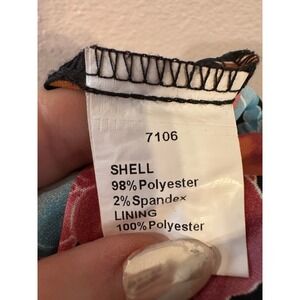 7106
SHELL
98% Polyester
2% Spandex
LINING
100% Polyester